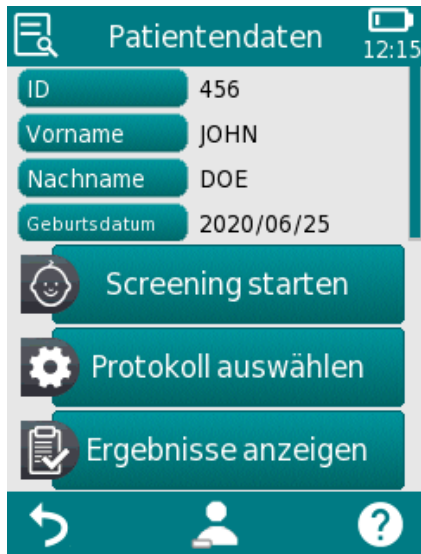 Patientendaten
12:15
ID 456
Vorname JOHN
Nachname DOE
Geburtsdatum 2020/06/25
Screening starten
Protokoll auswählen
Ergebnisse anzeigen
?